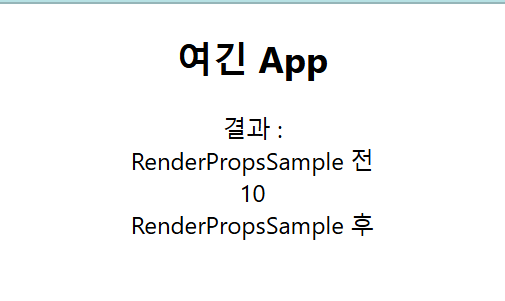 여긴 App
결과 :
RenderPropsSample 전
10
RenderPropsSample 후